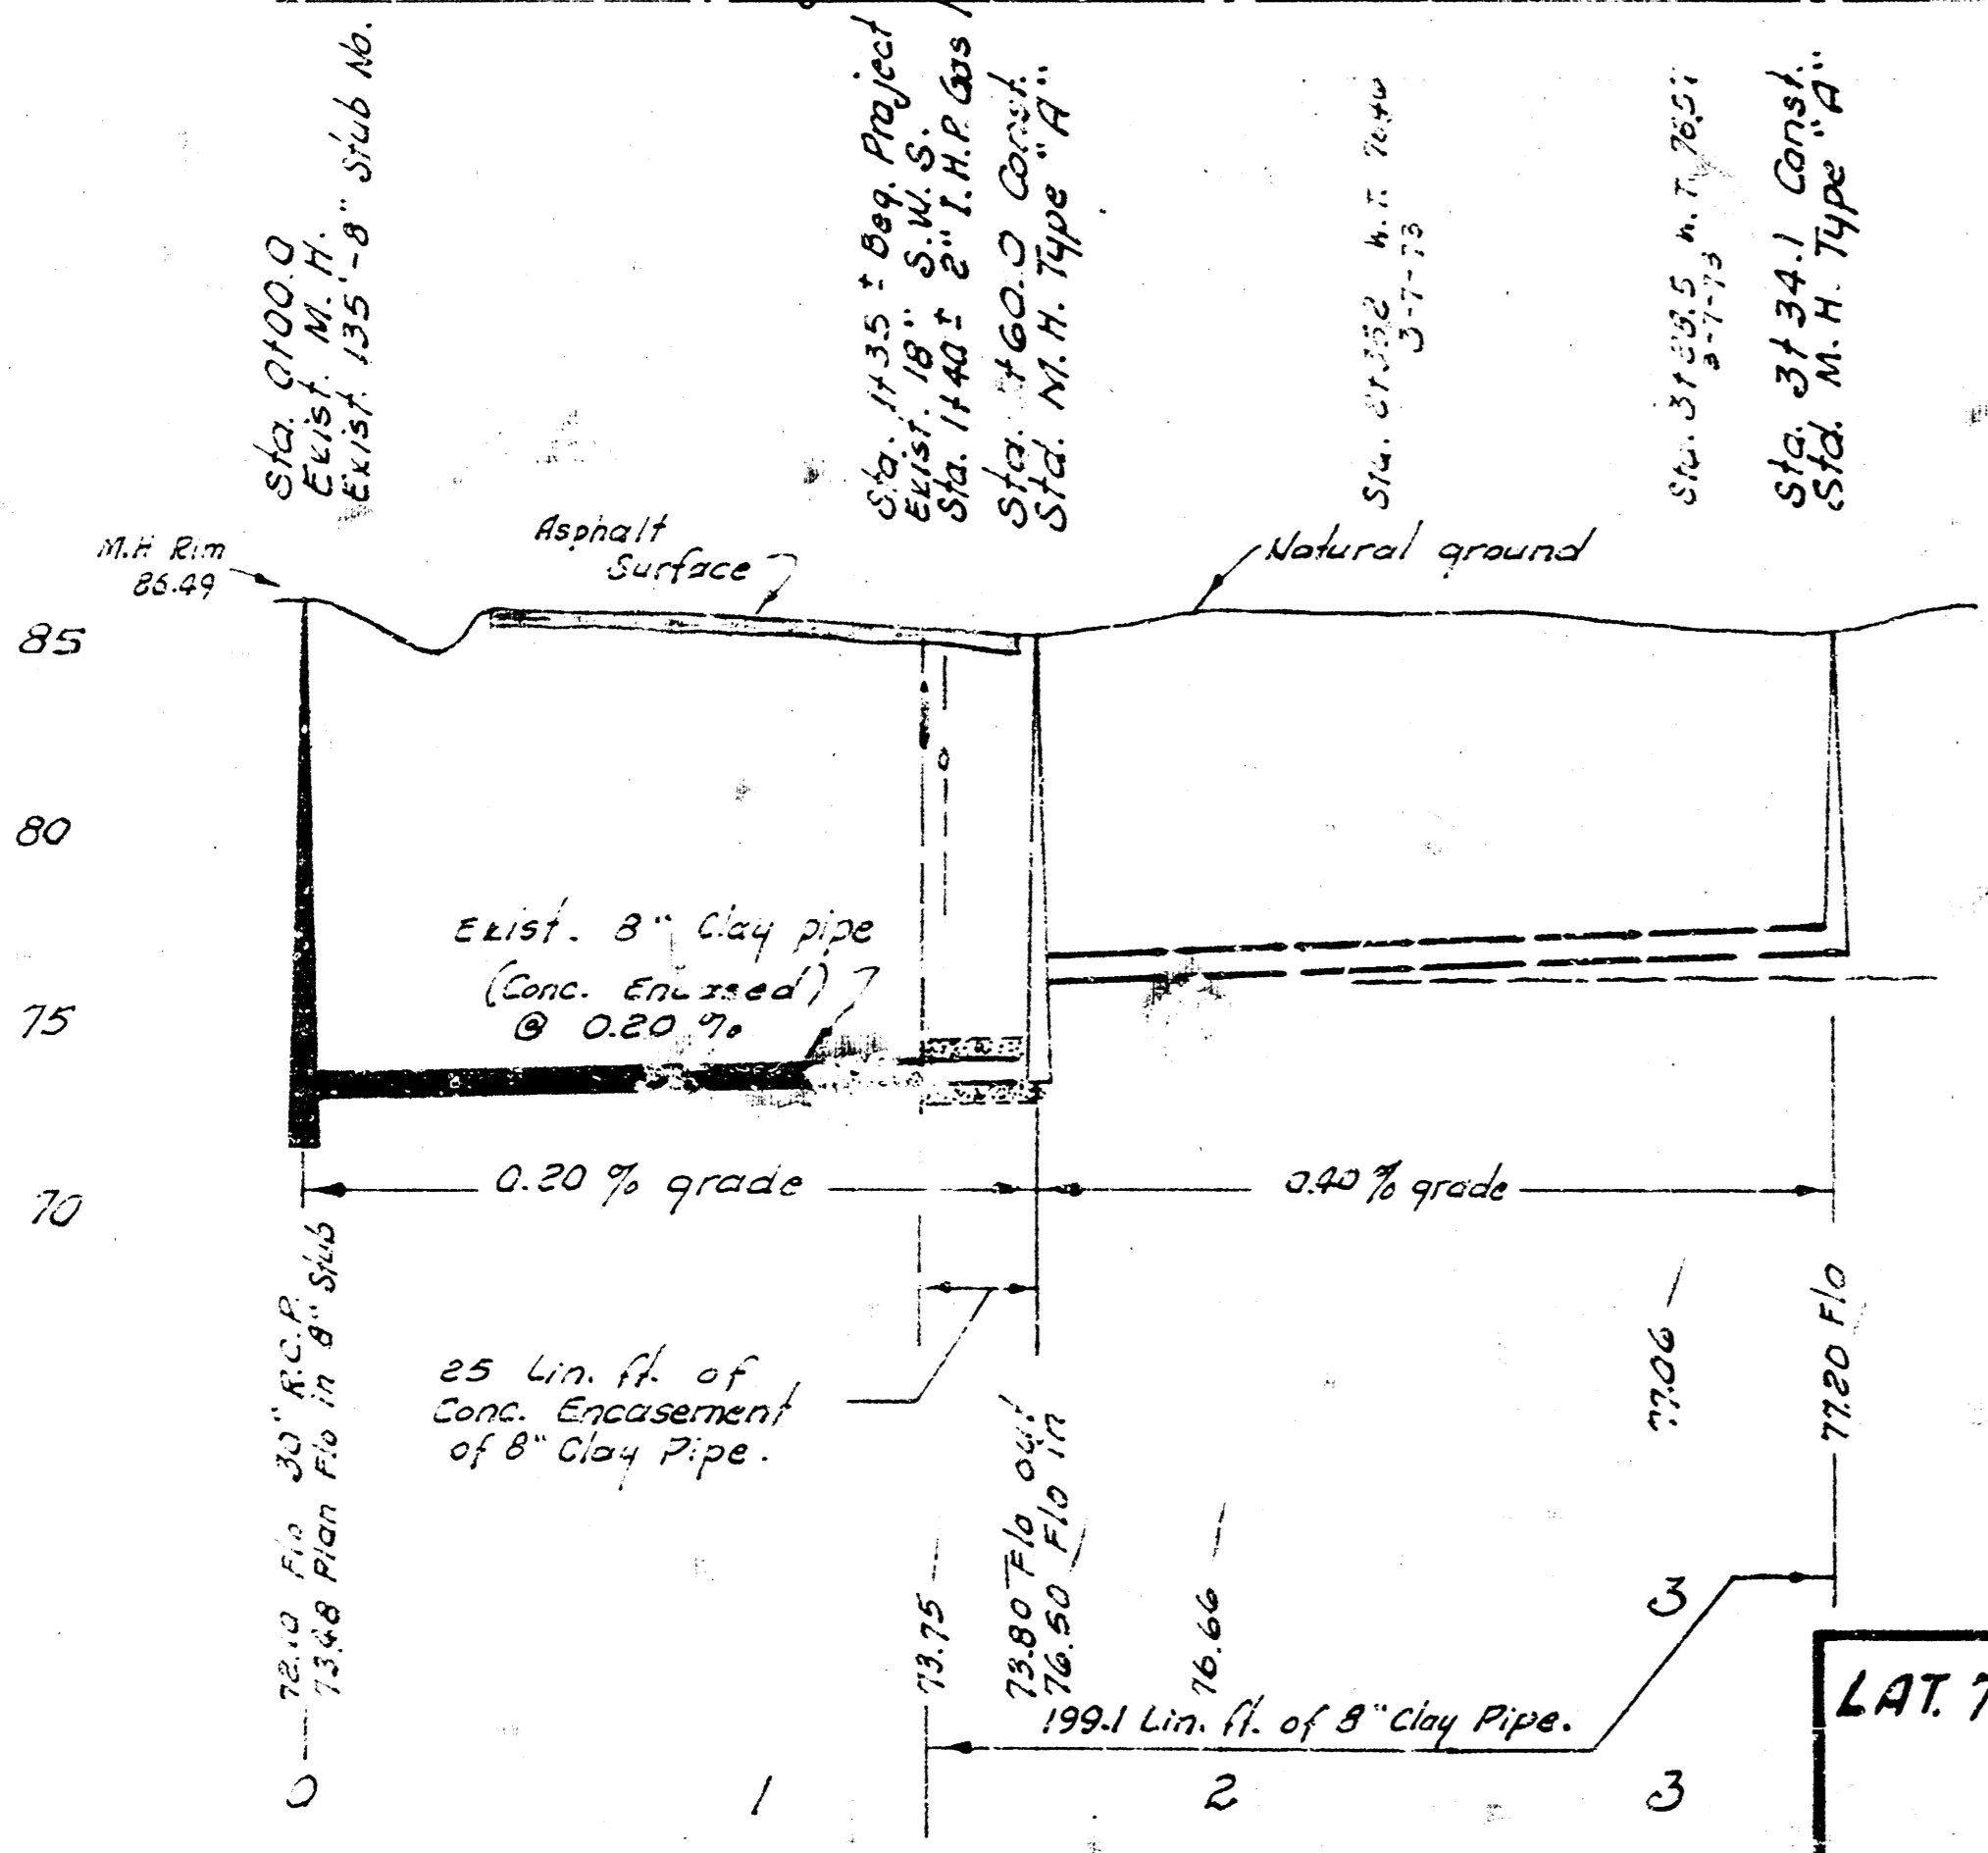 Sta. 0+00.0
Exist. M.H.
Exist. 135'-8" Stub No.
Sta. 1+35 ± Beg. Project
Exist. 18" S.W.S.
Sta. 1+40 ± 2" I.H.P. Gas
Sta. 1+60.0 Const.
Std. M.H. Type "A"
Sta.
3-7-73
Sta.
3-7-73
Sta. 3+34.1 Const.
Std. M.H. Type "A"
M.H Rim
86.49
Asphalt
Surface
Natural ground
85
80
75
70
Exist. 8" Clay pipe
(Conc. Encased)
@ 0.20 %
0.20 % grade
0.40 % grade
25 Lin. ft. of
Conc. Encasement
of 8" Clay Pipe.
72.10 Flo 30" R.C.P.
73.48 Plan Flo in 8" Stub
73.75
73.80 Flo out
76.50 Flo in
76.66
77.06
77.20 Flo
199.1 Lin. ft. of 8" Clay Pipe.
3
LAT.
0
1
2
3